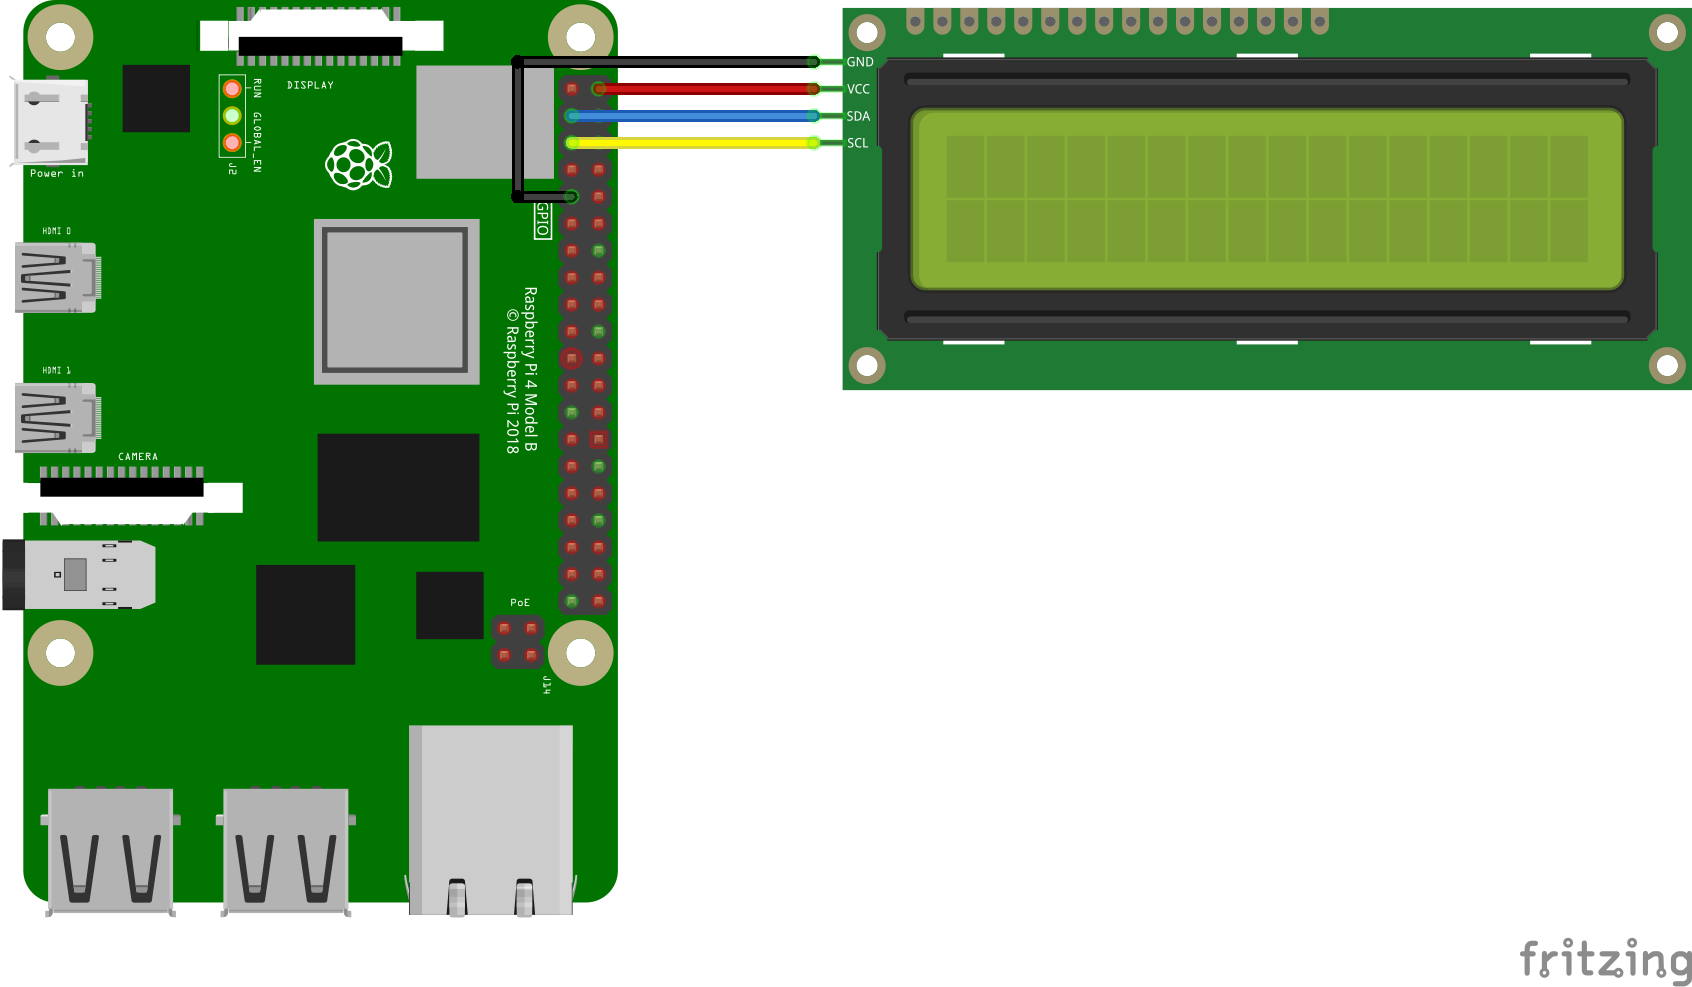 DISPLAY
RUN
GLOBAL_EN
J2
Power in
GND
VCC
SDA
SCL
GPIO
HDMI 0
Raspberry Pi 4 Model B
© Raspberry Pi 2018
HDMI 1
CAMERA
PoE
J14
fritzing